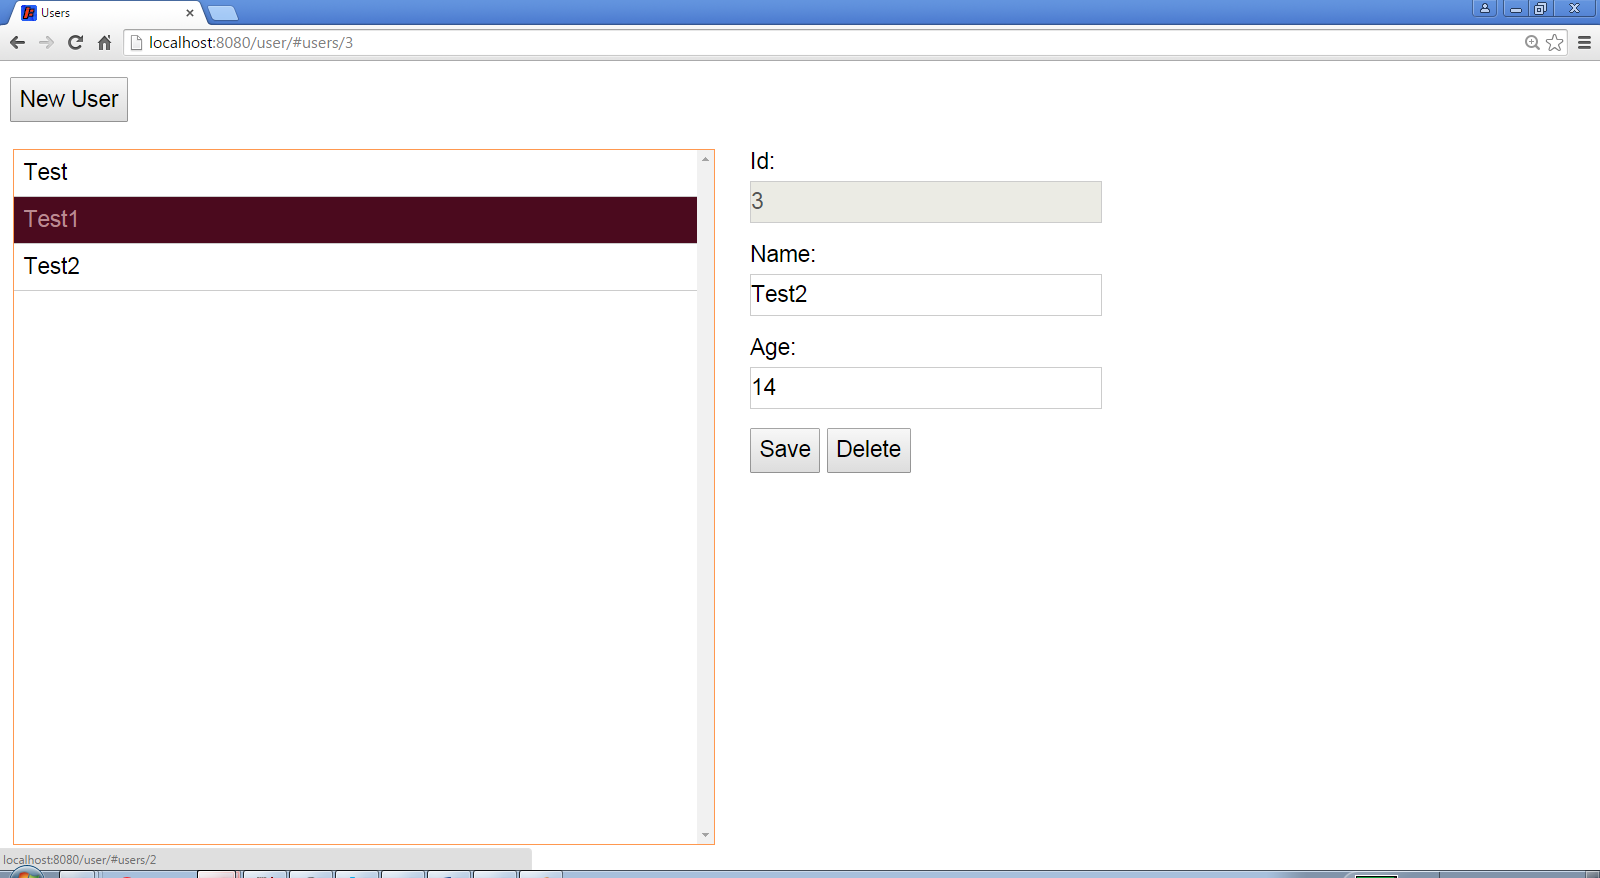 Users
localhost:8080/user/#users/3
New User
Test
Test1
Test2
Id:
3
Name:
Test2
Age:
14
Save
Delete
localhost:8080/user/#users/2